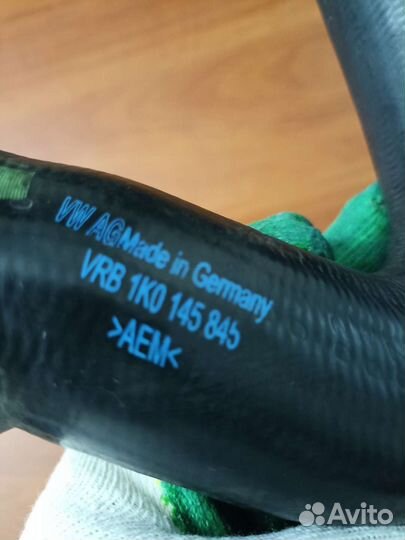 VW AG Made in Germany
VRB 1K0 145 845
>AEM<
Avito